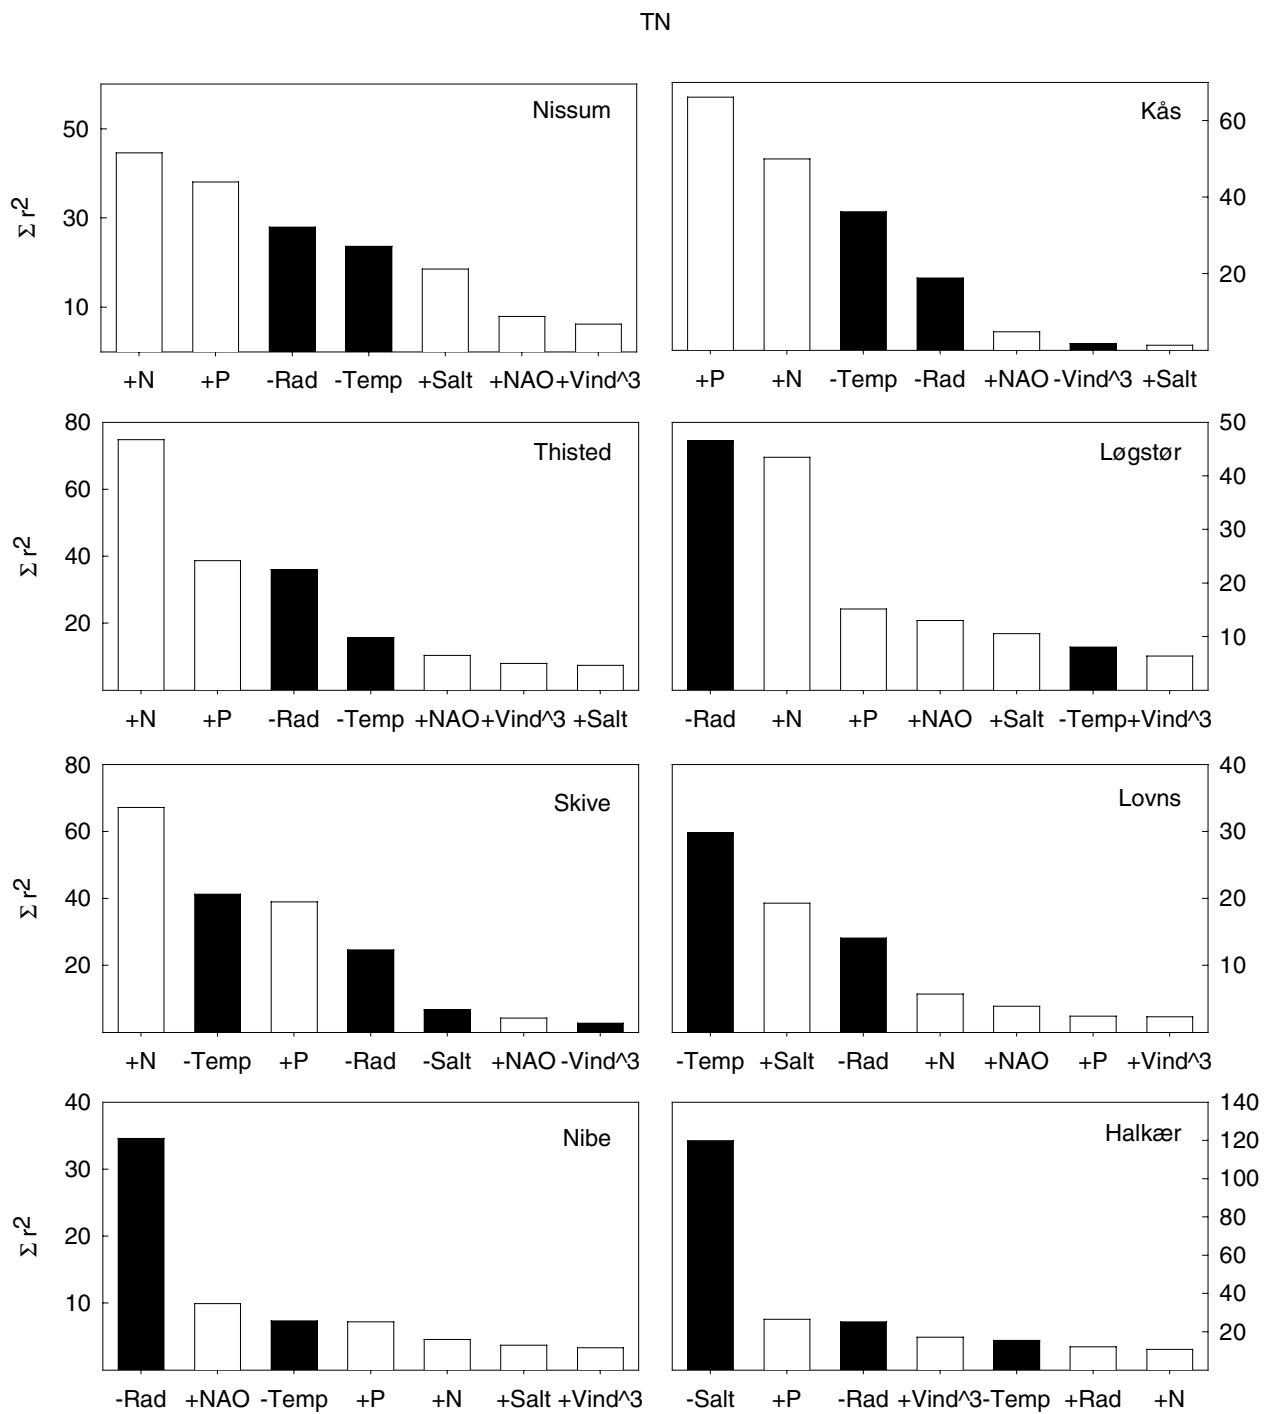 TN
Nissum
50
30
10
Σ r2
+N +P -Rad -Temp +Salt +NAO +Vind^3
Kås
60
40
20
+P +N -Temp -Rad +NAO -Vind^3 +Salt
Thisted
80
60
40
20
Σ r2
+N +P -Rad -Temp +NAO +Vind^3 +Salt
Løgstør
50
40
30
20
10
-Rad +N +P +NAO +Salt -Temp +Vind^3
Skive
80
60
40
20
Σ r2
+N -Temp +P -Rad -Salt +NAO -Vind^3
Lovns
40
30
20
10
-Temp +Salt -Rad +N +NAO +P +Vind^3
Nibe
40
30
20
10
Σ r2
-Rad +NAO -Temp +P +N +Salt +Vind^3
Halkær
140
120
100
80
60
40
20
-Salt +P -Rad +Vind^3 -Temp +Rad +N